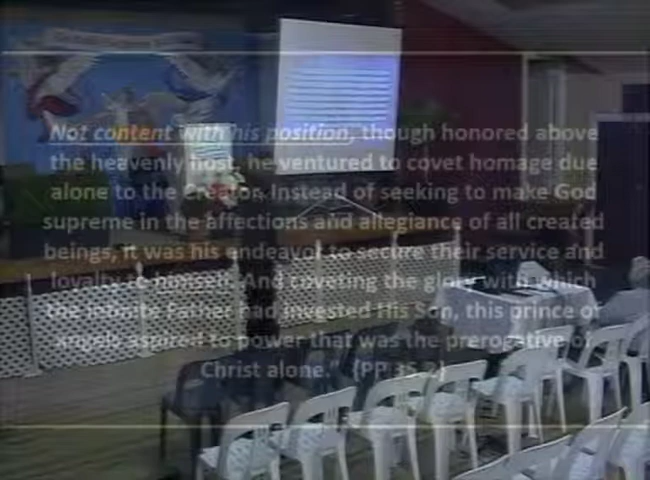 Not content with his position, though honored above
the heavenly host, he ventured to covet homage due
alone to the Creator. Instead of seeking to make God
supreme in the affections and allegiance of all created
beings, it was his endeavor to secure their service and
loyalty to himself. And coveting the glory with which
the infinite Father had invested His Son, this prince of
angels aspired to power that was the prerogative of
Christ alone." (PP 35